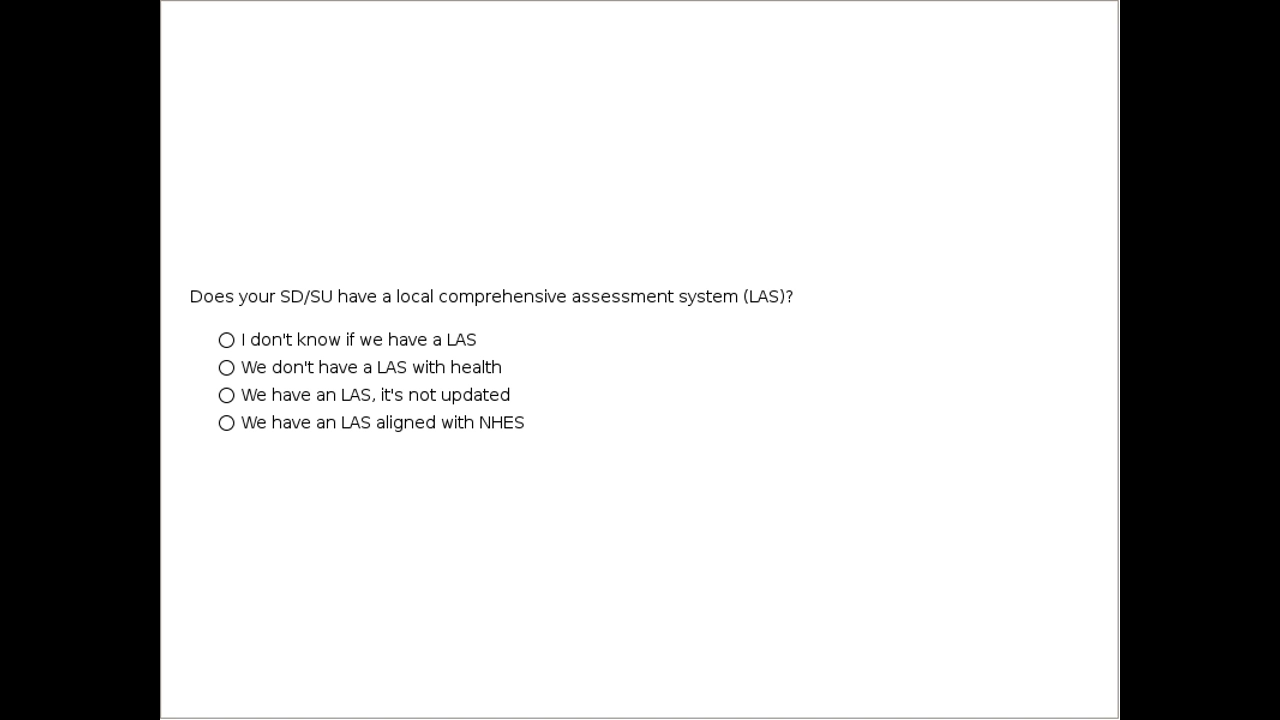 Does your SD/SU have a local comprehensive assessment system (LAS)?
I don't know if we have a LAS
We don't have a LAS with health
We have an LAS, it's not updated
We have an LAS aligned with NHES